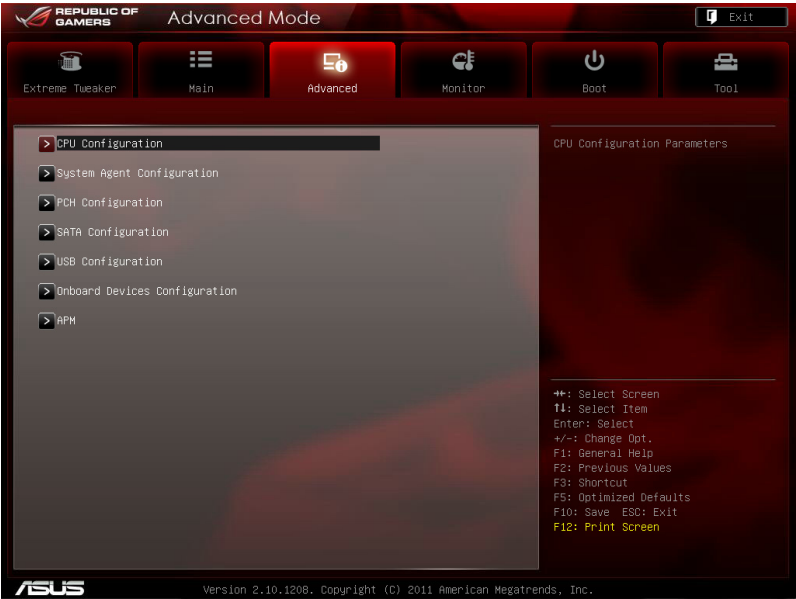 REPUBLIC OF
GAMERS
Advanced Mode
Exit
Extreme Tweaker
Main
Advanced
Monitor
Boot
Tool
> CPU Configuration
> System Agent Configuration
> PCH Configuration
> SATA Configuration
> USB Configuration
> Onboard Devices Configuration
> APM
CPU Configuration Parameters
→←: Select Screen
↑↓: Select Item
Enter: Select
+/-: Change Opt.
F1: General Help
F2: Previous Values
F3: Shortcut
F5: Optimized Defaults
F10: Save ESC: Exit
F12: Print Screen
ASUS
Version 2.10.1208. Copyright (C) 2011 American Megatrends, Inc.